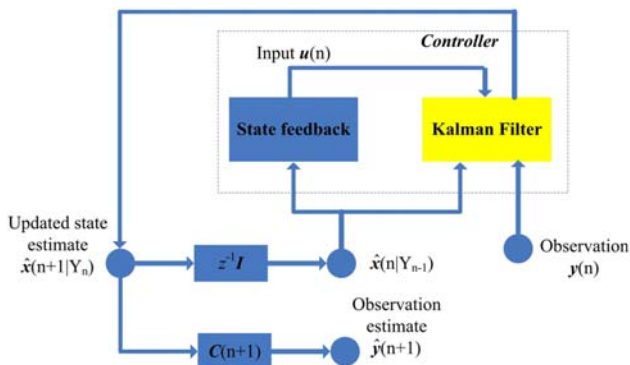 Controller
Input u(n)
State feedback
Kalman Filter
Updated state
estimate
x̂(n+1|Yₙ)
z⁻¹I
x̂(n|Yₙ₋₁)
Observation
y(n)
Observation
estimate
ŷ(n+1)
C(n+1)